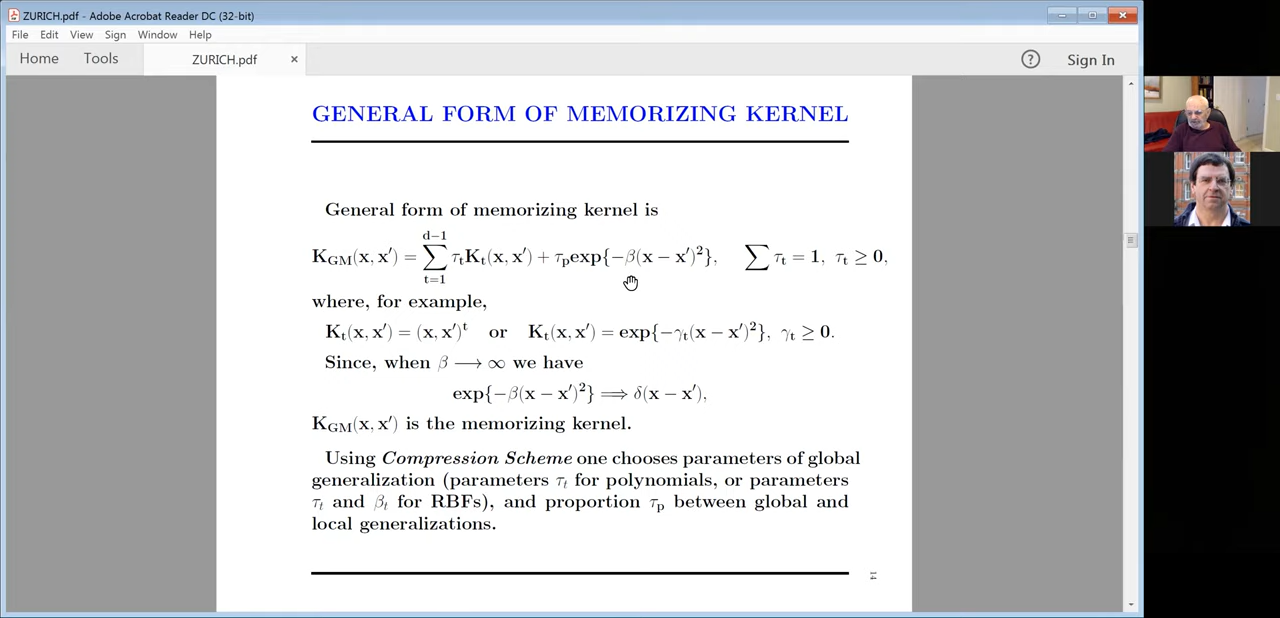 ZURICH.pdf - Adobe Acrobat Reader DC (32-bit)
File Edit View Sign Window Help
Home Tools ZURICH.pdf × ? Sign In
GENERAL FORM OF MEMORIZING KERNEL
General form of memorizing kernel is
d−1
K_GM(x, x′) = ∑ τ_t K_t(x, x′) + τ_p exp{−β(x − x′)²}, ∑ τ_t = 1, τ_t ≥ 0,
t=1
where, for example,
K_t(x, x′) = (x, x′)^t or K_t(x, x′) = exp{−γ_t(x − x′)²}, γ_t ≥ 0.
Since, when β ⟶ ∞ we have
exp{−β(x − x′)²} ⟹ δ(x − x′),
K_GM(x, x′) is the memorizing kernel.
Using Compression Scheme one chooses parameters of global
generalization (parameters τ_t for polynomials, or parameters
τ_t and β_t for RBFs), and proportion τ_p between global and
local generalizations.